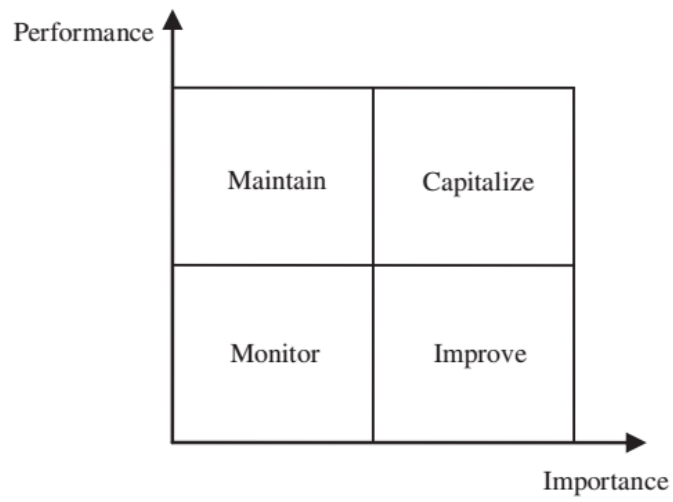 Performance
Maintain
Capitalize
Monitor
Improve
Importance